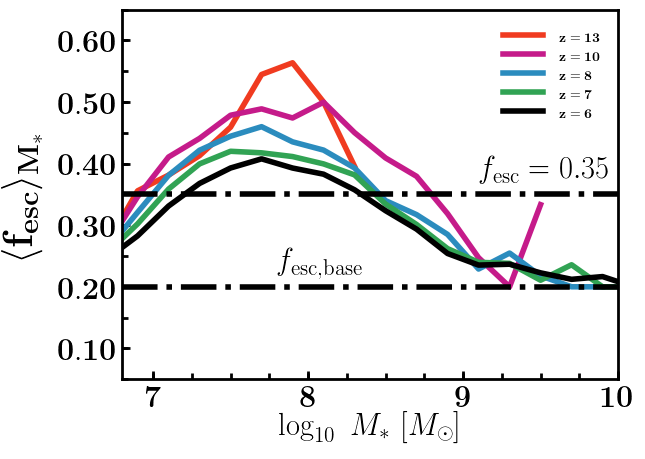 0.60
0.50
0.40
0.30
0.20
0.10
⟨f_esc⟩_M_*
z = 13
z = 10
z = 8
z = 7
z = 6
f_esc = 0.35
f_esc,base
7 8 9 10
log_10 M_* [M_⊙]